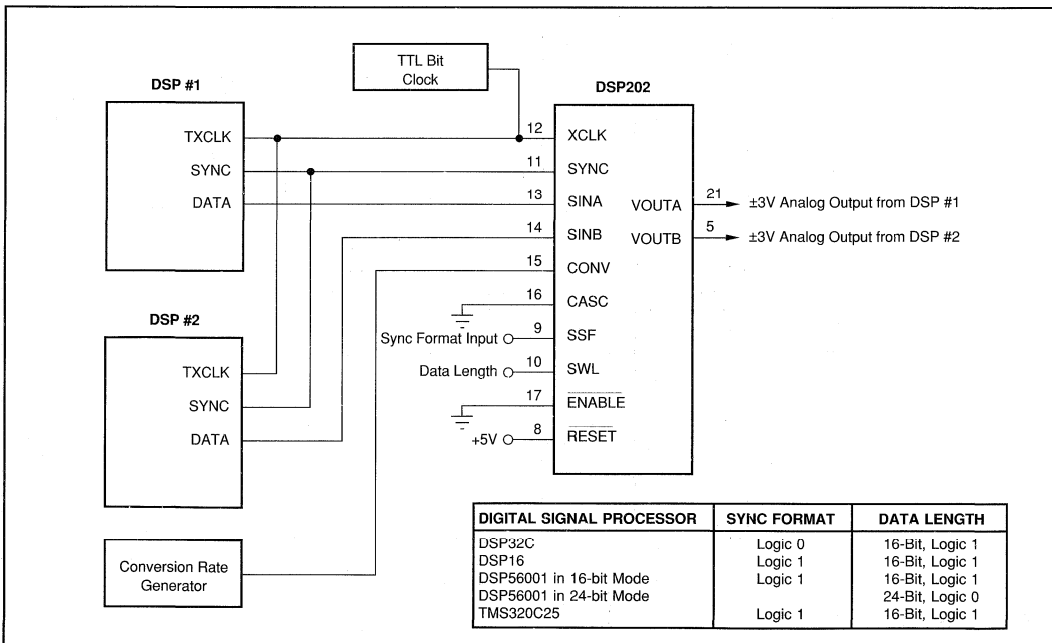 TTL Bit
Clock
DSP #1
TXCLK
SYNC
DATA
DSP202
12 XCLK
11 SYNC
13 SINA
14 SINB
15 CONV
16 CASC
Sync Format Input 9 SSF
Data Length 10 SWL
17 ENABLE
+5V 8 RESET
VOUTA 21 ±3V Analog Output from DSP #1
VOUTB 5 ±3V Analog Output from DSP #2
DSP #2
TXCLK
SYNC
DATA
Conversion Rate
Generator
DIGITAL SIGNAL PROCESSOR SYNC FORMAT DATA LENGTH
DSP32C Logic 0 16-Bit, Logic 1
DSP16 Logic 1 16-Bit, Logic 1
DSP56001 in 16-bit Mode Logic 1 16-Bit, Logic 1
DSP56001 in 24-bit Mode 24-Bit, Logic 0
TMS320C25 Logic 1 16-Bit, Logic 1